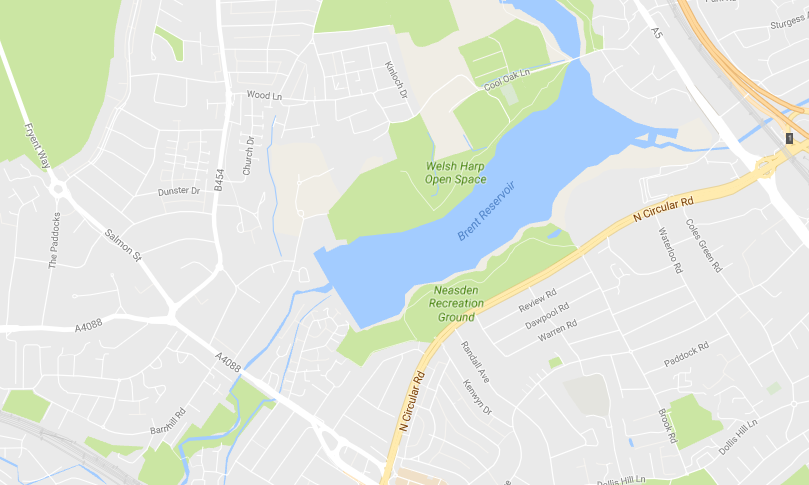 A5
Sturgess A
Kinloch Dr
Cool Oak Ln
Wood Ln
1
Fryent Way
Church Dr
Welsh Harp
Open Space
B454
Dunster Dr
Brent Reservoir
N Circular Rd
The Paddocks
Salmon St
Waterloo Rd
Coles Green Rd
Neasden
Recreation
Ground
Review Rd
Dawpool Rd
Warren Rd
A4088
A4088
Randall Ave
Paddock Rd
Kenwyn Dr
N Circular Rd
Barnhill Rd
Brook Rd
Dollis Hill Ln
Dollis Hill Ln